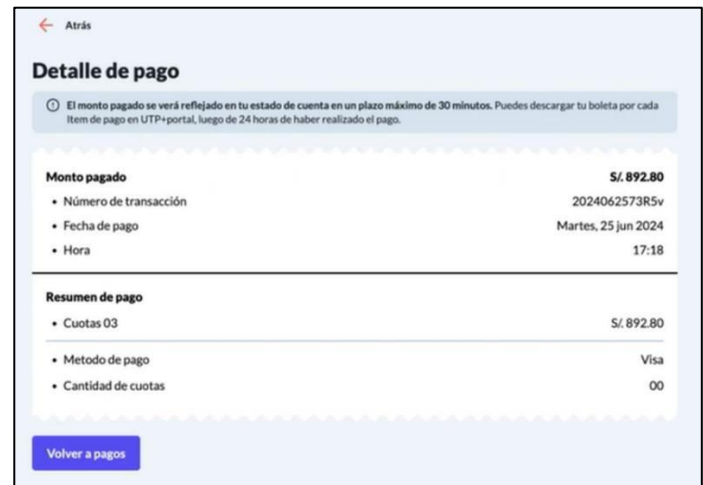 Atrás
Detalle de pago
El monto pagado se verá reflejado en tu estado de cuenta en un plazo máximo de 30 minutos. Puedes descargar tu boleta por cada
Item de pago en UTP+portal, luego de 24 horas de haber realizado el pago.
Monto pagado S/. 892.80
• Número de transacción 2024062573R5v
• Fecha de pago Martes, 25 jun 2024
• Hora 17:18
Resumen de pago
• Cuotas 03 S/. 892.80
• Metodo de pago Visa
• Cantidad de cuotas 00
Volver a pagos